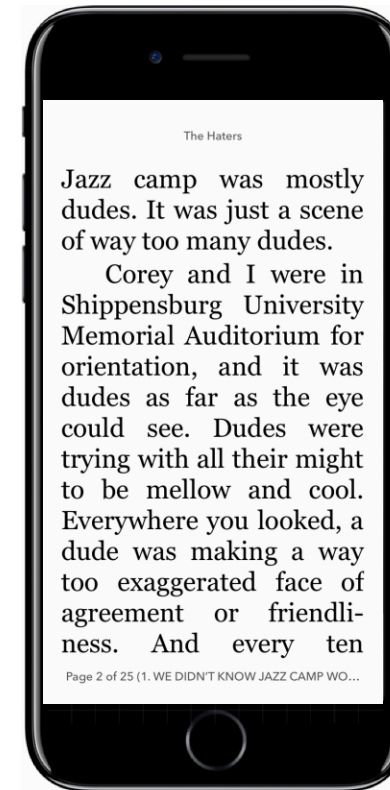 The Haters
Jazz camp was mostly
dudes. It was just a scene
of way too many dudes.
Corey and I were in
Shippensburg University
Memorial Auditorium for
orientation, and it was
dudes as far as the eye
could see. Dudes were
trying with all their might
to be mellow and cool.
Everywhere you looked, a
dude was making a way
too exaggerated face of
agreement or friendli-
ness. And every ten
Page 2 of 25 (1. WE DIDN'T KNOW JAZZ CAMP WO...